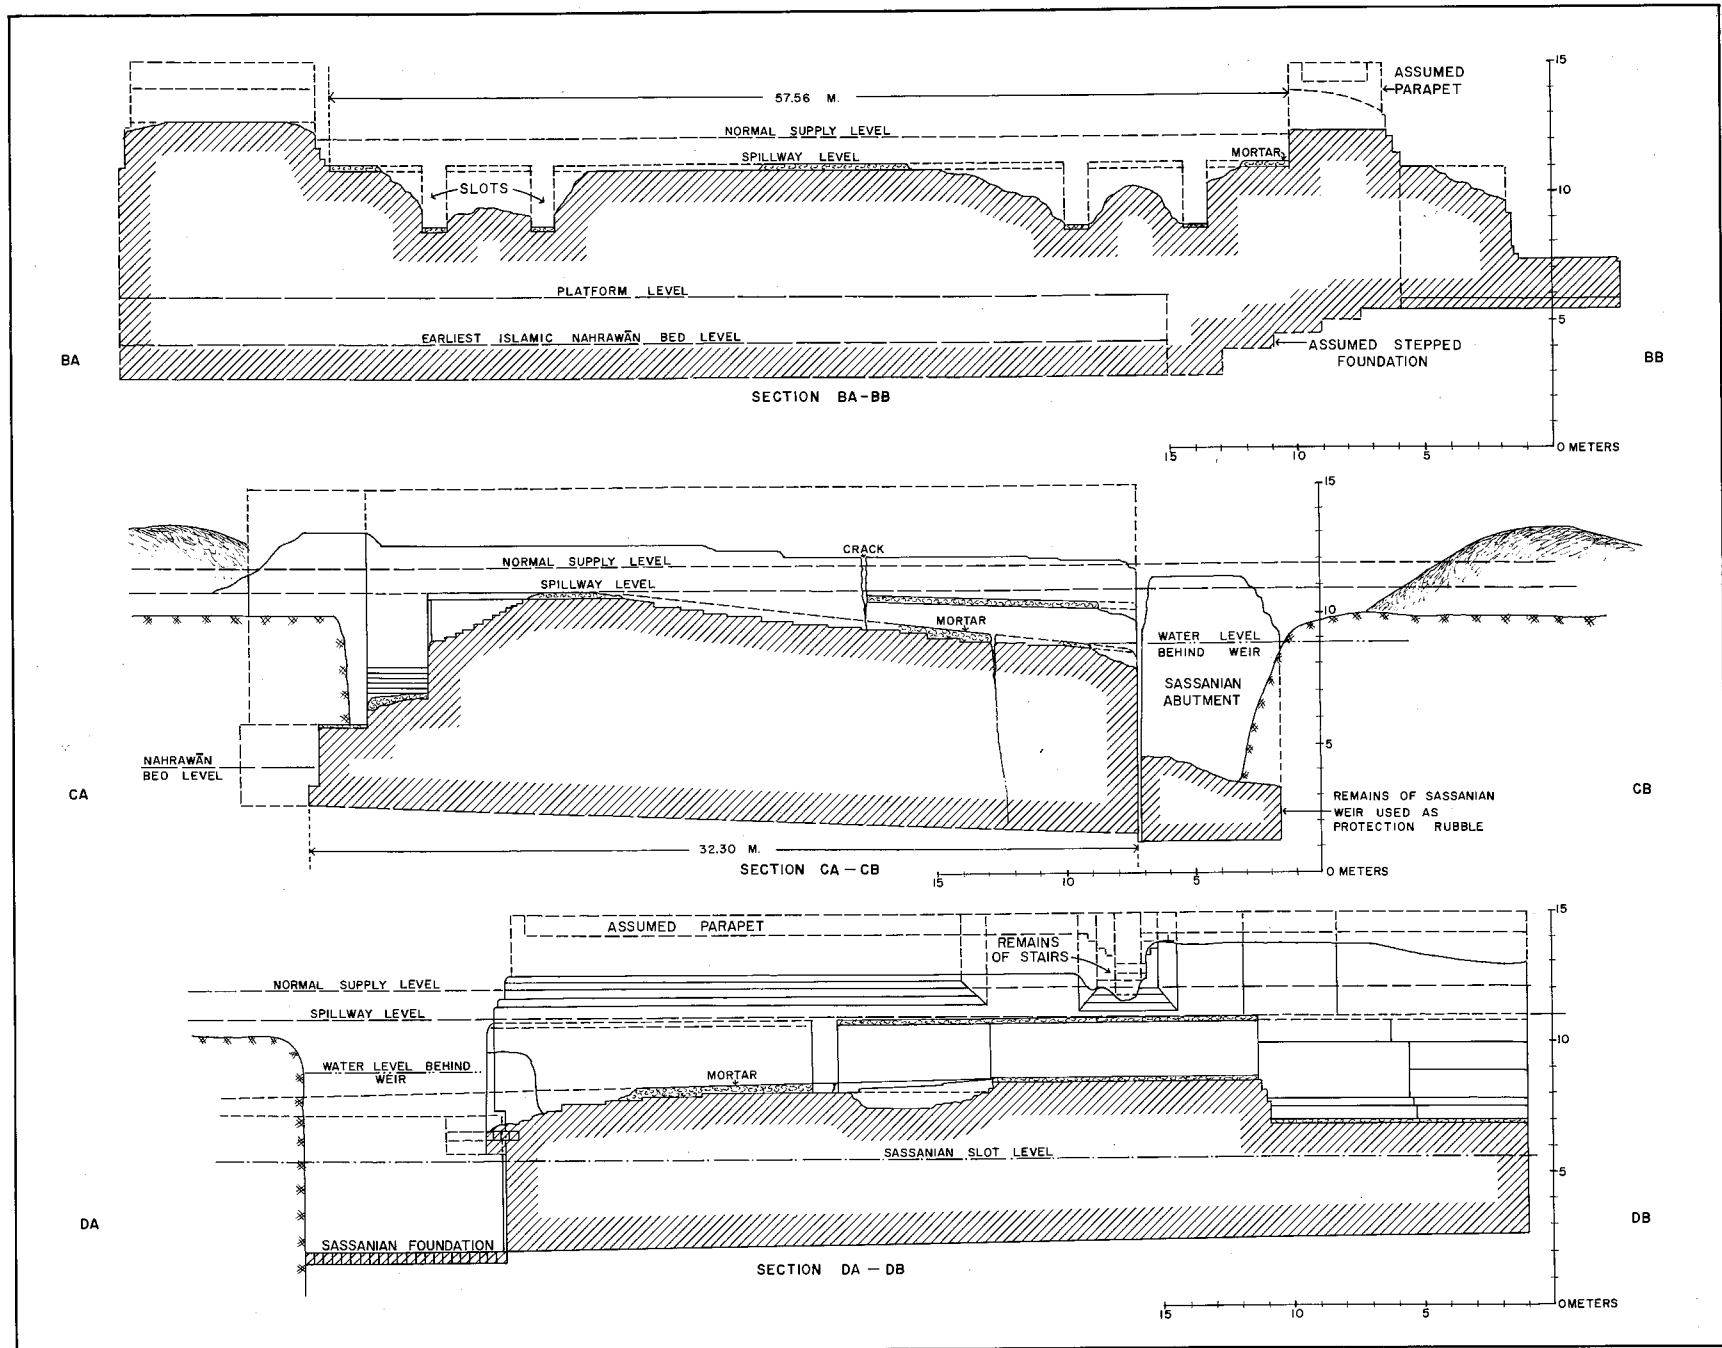 15
ASSUMED
PARAPET
57.56 M.
NORMAL SUPPLY LEVEL
SPILLWAY LEVEL
MORTAR
SLOTS
10
PLATFORM LEVEL
5
EARLIEST ISLAMIC NAHRAWĀN BED LEVEL
ASSUMED STEPPED
FOUNDATION
BA
BB
SECTION BA-BB
15
10
5
0 METERS
15
CRACK
NORMAL SUPPLY LEVEL
SPILLWAY LEVEL
10
MORTAR
WATER LEVEL
BEHIND WEIR
SASSANIAN
ABUTMENT
5
NAHRAWĀN
BED LEVEL
CA
CB
REMAINS OF SASSANIAN
WEIR USED AS
PROTECTION RUBBLE
32.30 M.
SECTION CA — CB
15
10
5
0 METERS
15
ASSUMED PARAPET
REMAINS
OF STAIRS
NORMAL SUPPLY LEVEL
SPILLWAY LEVEL
10
WATER LEVEL BEHIND
WEIR
MORTAR
SASSANIAN SLOT LEVEL
5
DA
DB
SASSANIAN FOUNDATION
SECTION DA — DB
15
10
5
0 METERS